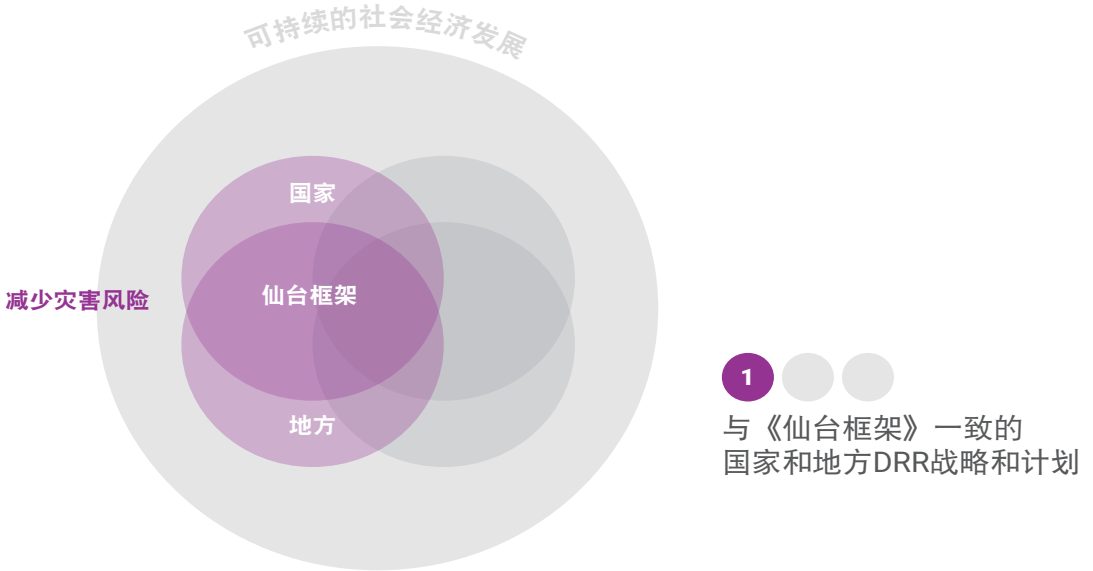 可持续的社会经济发展
国家
仙台框架
减少灾害风险
地方
1
与《仙台框架》一致的
国家和地方DRR战略和计划